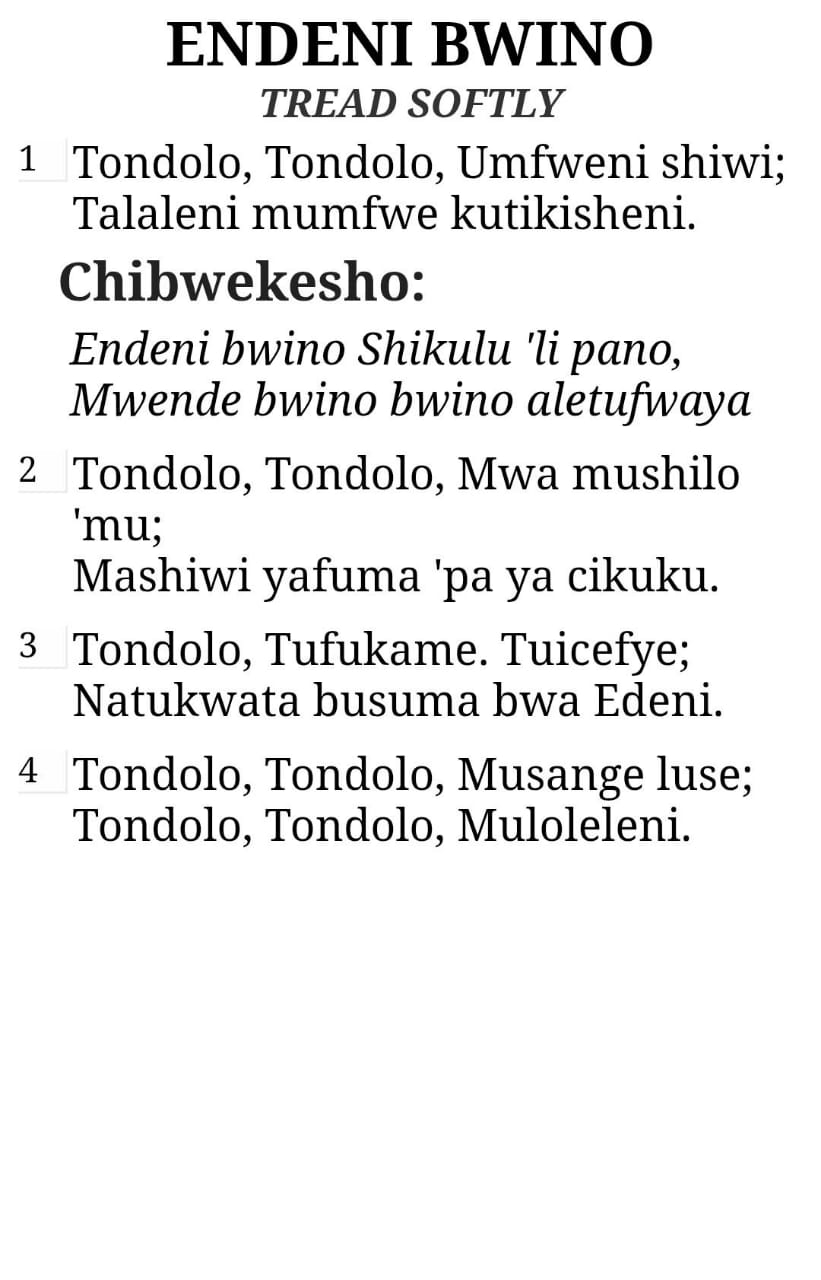 ENDENI BWINO
TREAD SOFTLY
1 Tondolo, Tondolo, Umfweni shiwi;
Talaleni mumfwe kutikisheni.
Chibwekesho:
Endeni bwino Shikulu 'li pano,
Mwende bwino bwino aletufwaya
2 Tondolo, Tondolo, Mwa mushilo
'mu;
Mashiwi yafuma 'pa ya cikuku.
3 Tondolo, Tufukame. Tuicefye;
Natukwata busuma bwa Edeni.
4 Tondolo, Tondolo, Musange luse;
Tondolo, Tondolo, Muloleleni.